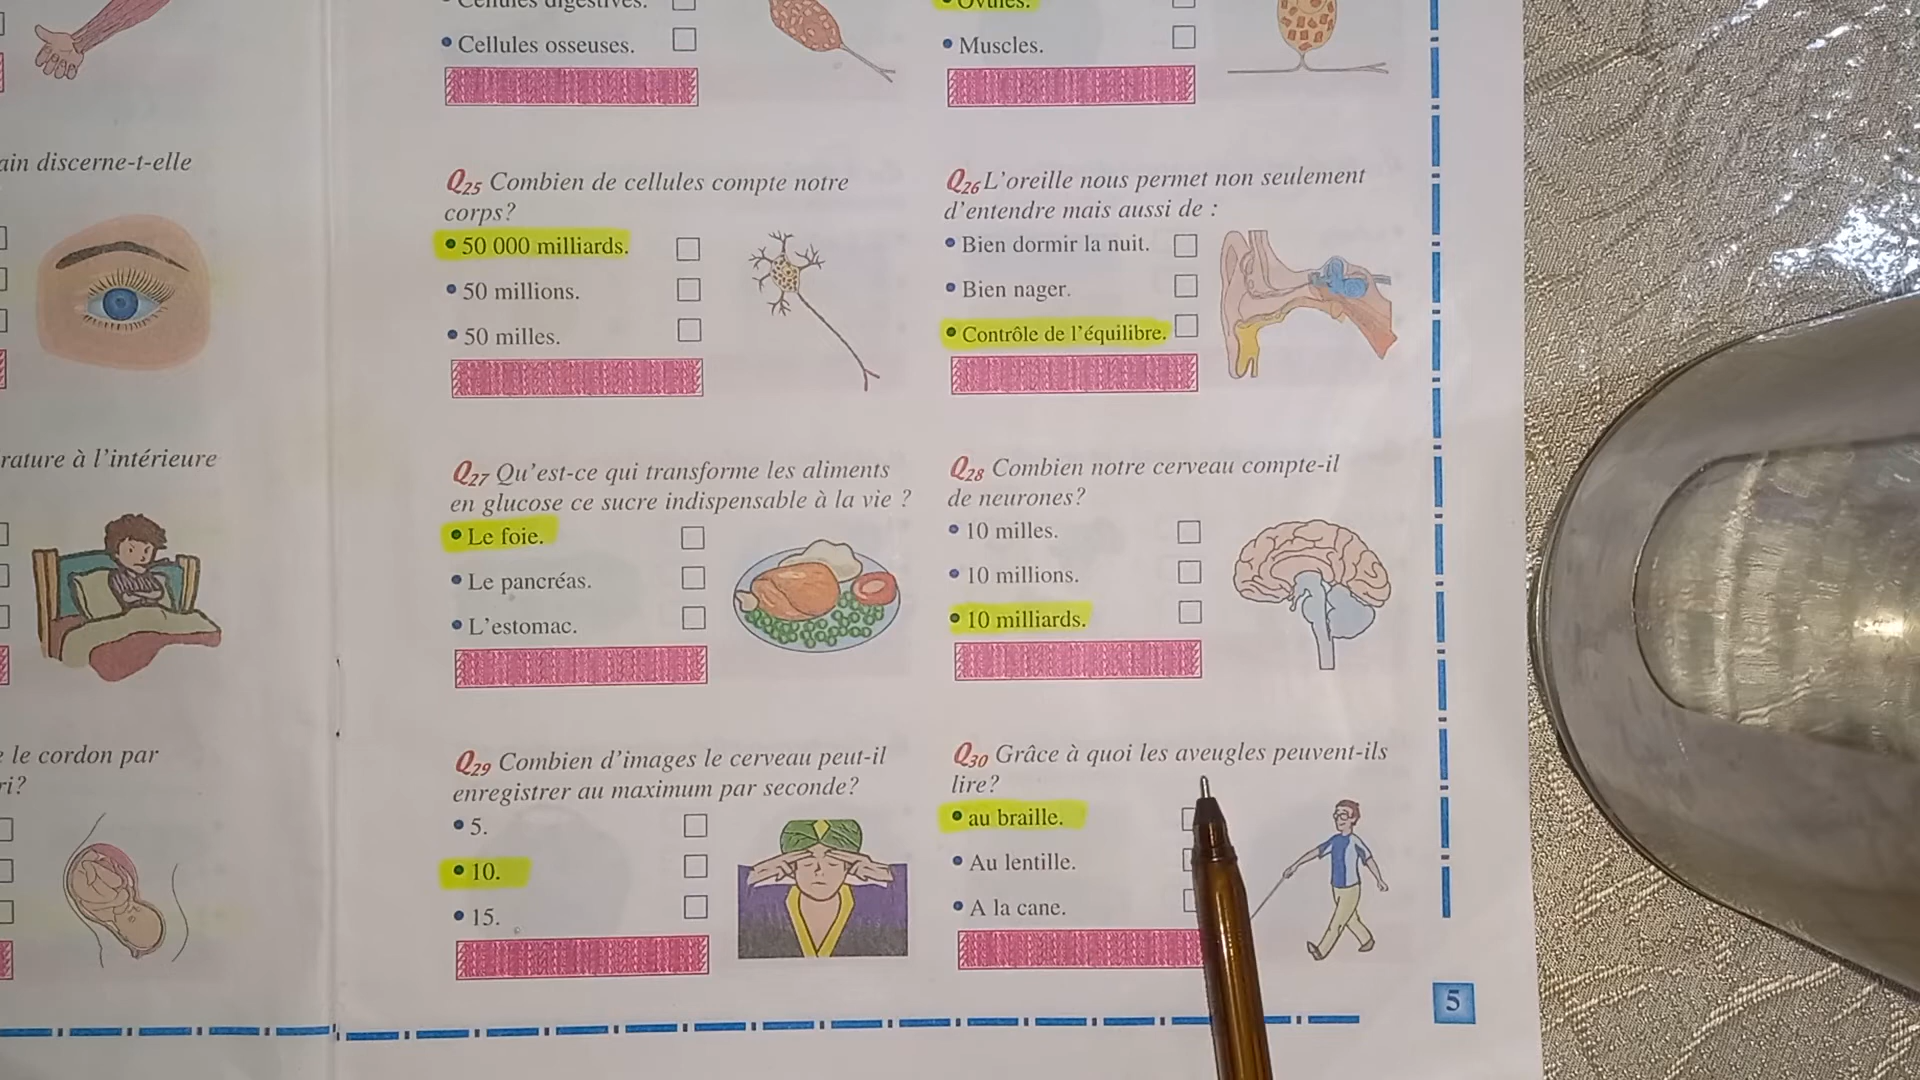 ain discerne-t-elle
rature à l'intérieure
le cordon par
ri?
• Cellules digestives.
• Cellules osseuses.
• Ovules.
• Muscles.
Q25 Combien de cellules compte notre
corps?
• 50 000 milliards.
• 50 millions.
• 50 milles.
Q26 L'oreille nous permet non seulement
d'entendre mais aussi de :
• Bien dormir la nuit.
• Bien nager.
• Contrôle de l'équilibre.
Q27 Qu'est-ce qui transforme les aliments
en glucose ce sucre indispensable à la vie ?
• Le foie.
• Le pancréas.
• L'estomac.
Q28 Combien notre cerveau compte-il
de neurones?
• 10 milles.
• 10 millions.
• 10 milliards.
Q29 Combien d'images le cerveau peut-il
enregistrer au maximum par seconde?
• 5.
• 10.
• 15.
Q30 Grâce à quoi les aveugles peuvent-ils
lire?
• au braille.
• Au lentille.
• A la cane.
5